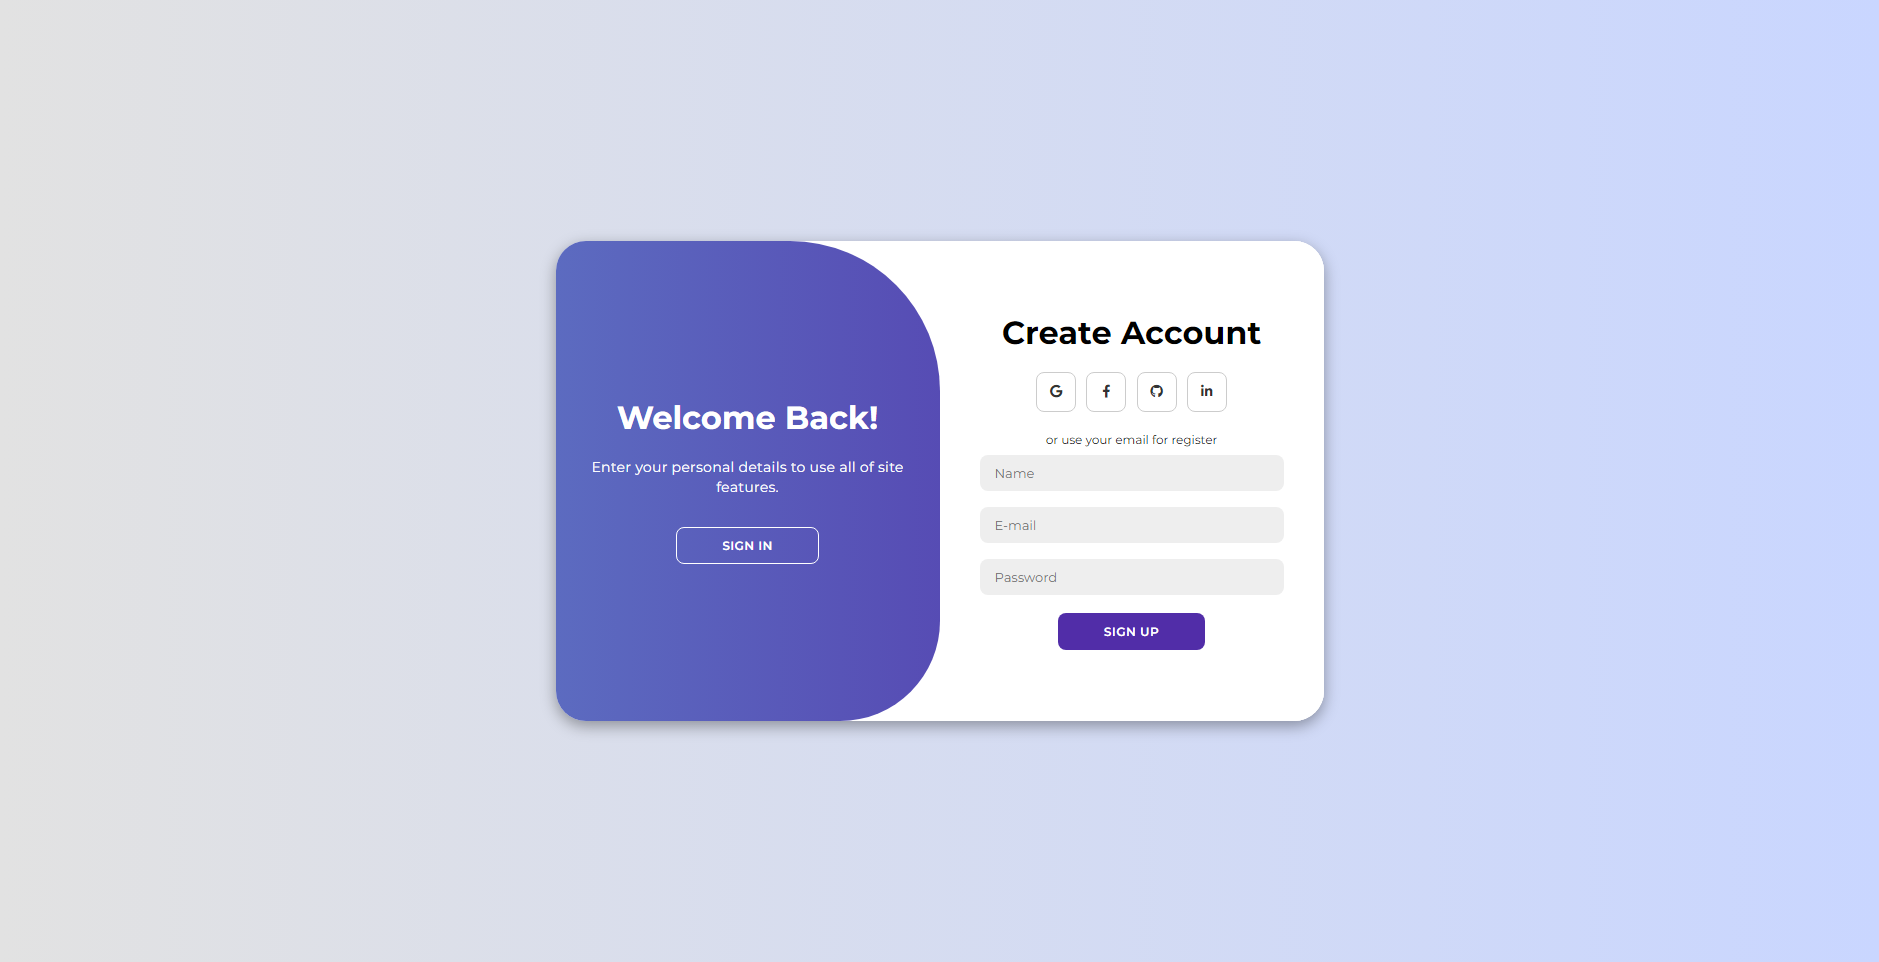 Welcome Back!
Enter your personal details to use all of site
features.
SIGN IN
Create Account
or use your email for register
Name
E-mail
Password
SIGN UP